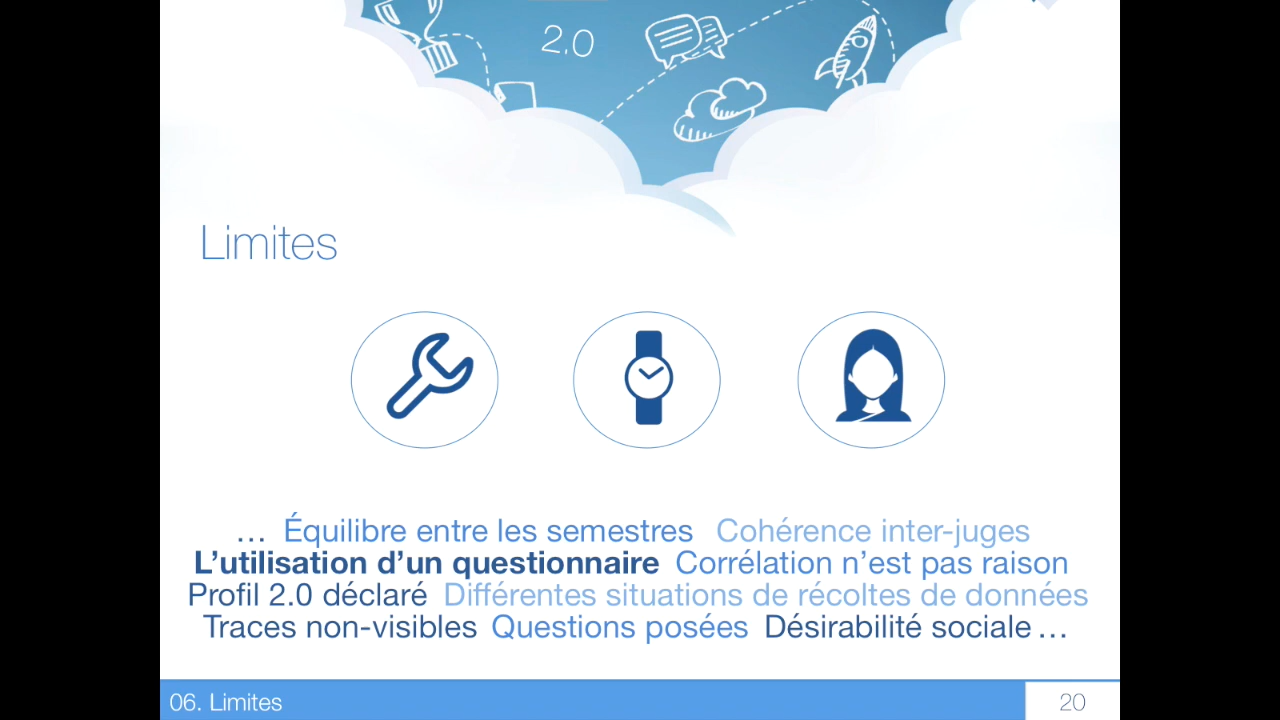 2.0
Limites
… Équilibre entre les semestres Cohérence inter-juges
L’utilisation d’un questionnaire Corrélation n’est pas raison
Profil 2.0 déclaré Différentes situations de récoltes de données
Traces non-visibles Questions posées Désirabilité sociale …
06. Limites
20